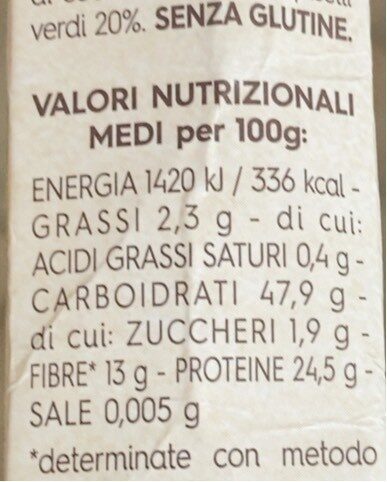 verdi 20%. SENZA GLUTINE.
VALORI NUTRIZIONALI
MEDI per 100g:
ENERGIA 1420 kJ / 336 kcal -
GRASSI 2,3 g - di cui:
ACIDI GRASSI SATURI 0,4 g -
CARBOIDRATI 47,9 g -
di cui: ZUCCHERI 1,9 g -
FIBRE* 13 g - PROTEINE 24,5 g -
SALE 0,005 g
*determinate con metodo